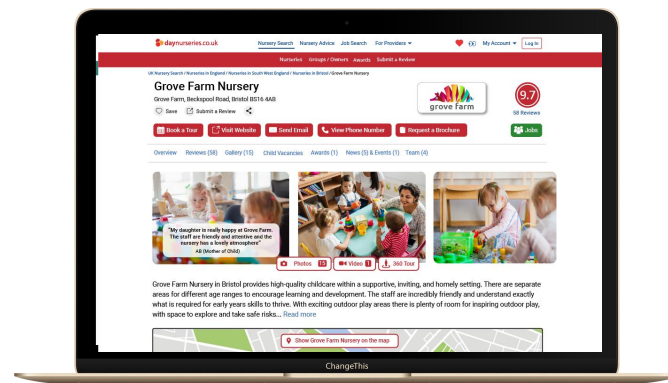 daynurseries.co.uk
Nursery Search Nursery Advice Job Search For Providers
(0) My Account Log In
Nurseries Groups / Owners Awards Submit a Review
UK Nursery Search / Nurseries in England / Nurseries in South West England / Nurseries in Bristol / Grove Farm Nursery
Grove Farm Nursery
Grove Farm, Beckspool Road, Bristol BS16 4AB
Save Submit a Review
grove farm
9.7
58 Reviews
Book a Tour Visit Website Send Email View Phone Number Request a Brochure Jobs
Overview Reviews (58) Gallery (15) Child Vacancies Awards (1) News (5) & Events (1) Team (4)
"My daughter is really happy at Grove Farm.
The staff are friendly and attentive and the
nursery has a lovely atmosphere"
AB (Mother of Child)
Photos 15 Video 1 360 Tour
Grove Farm Nursery in Bristol provides high-quality childcare within a supportive, inviting, and homely setting. There are separate
areas for different age ranges to encourage learning and development. The staff are incredibly friendly and understand exactly
what is required for early years skills to thrive. With exciting outdoor play areas there is plenty of room for inspiring outdoor play,
with space to explore and take safe risks... Read more
Show Grove Farm Nursery on the map
ChangeThis